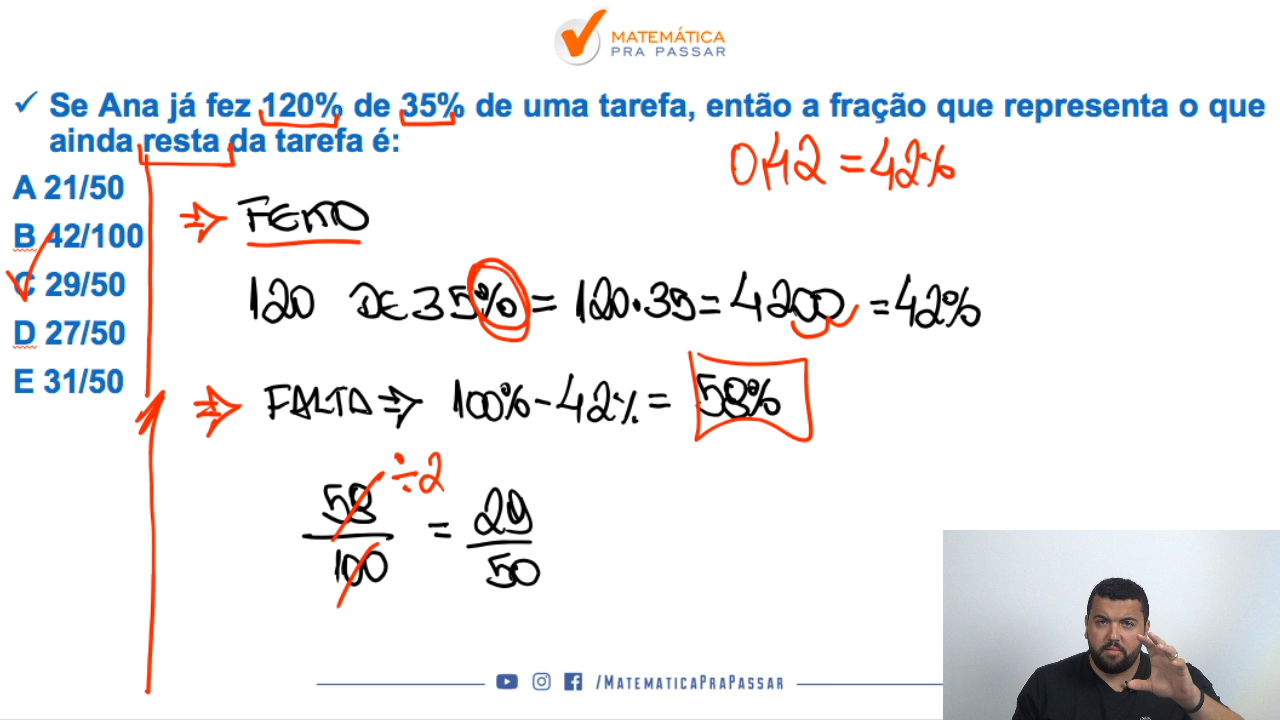 MATEMÁTICA
PRA PASSAR
✓ Se Ana já fez 120% de 35% de uma tarefa, então a fração que representa o que
ainda resta da tarefa é:
0,42 = 42%
A 21/50
B 42/100
C 29/50
D 27/50
E 31/50
⇒ FEITO
120 DE 35% = 120.35 = 4200 = 42%
⇒ FALTA ⇒ 100% - 42% = 58%
58/100 ÷2 = 29/50
/MATEMATICAPRAPASSAR